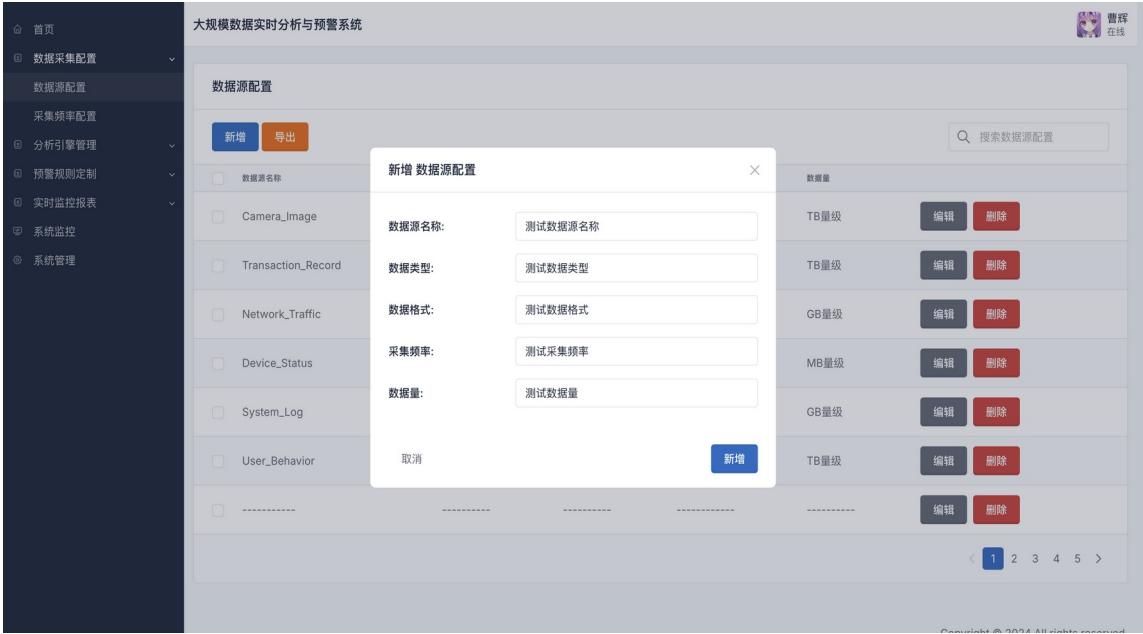 首页
数据采集配置
数据源配置
采集频率配置
分析引擎管理
预警规则定制
实时监控报表
系统监控
系统管理
大规模数据实时分析与预警系统
曹辉
在线
数据源配置
新增 导出
搜索数据源配置
数据源名称 数据量
Camera_Image TB量级 编辑 删除
Transaction_Record TB量级 编辑 删除
Network_Traffic GB量级 编辑 删除
Device_Status MB量级 编辑 删除
System_Log GB量级 编辑 删除
User_Behavior TB量级 编辑 删除
----------- ---------- ---------- ------------ ---------- 编辑 删除
新增 数据源配置
数据源名称: 测试数据源名称
数据类型: 测试数据类型
数据格式: 测试数据格式
采集频率: 测试采集频率
数据量: 测试数据量
取消 新增
1 2 3 4 5
Copyright © 2024 All rights reserved